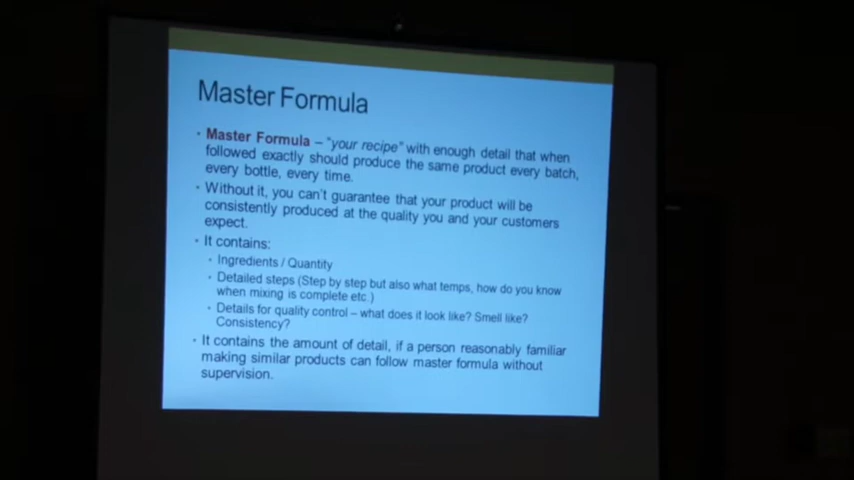 Master Formula
• Master Formula – "your recipe" with enough detail that when
followed exactly should produce the same product every batch,
every bottle, every time.
• Without it, you can't guarantee that your product will be
consistently produced at the quality you and your customers
expect.
• It contains:
• Ingredients / Quantity
• Detailed steps (Step by step but also what temps, how do you know
when mixing is complete etc.)
• Details for quality control – what does it look like? Smell like?
Consistency?
• It contains the amount of detail, if a person reasonably familiar
making similar products can follow master formula without
supervision.